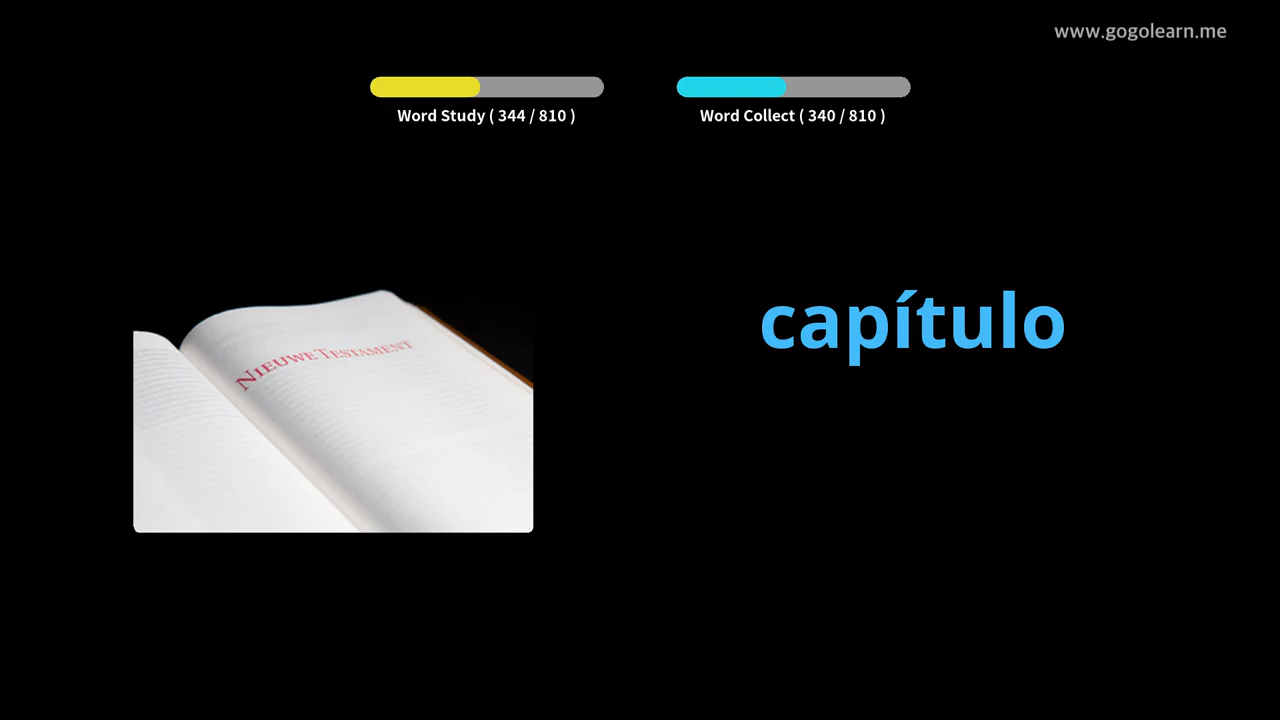 www.gogolearn.me
Word Study ( 344 / 810 )
Word Collect ( 340 / 810 )
NIEUWE TESTAMENT
capítulo